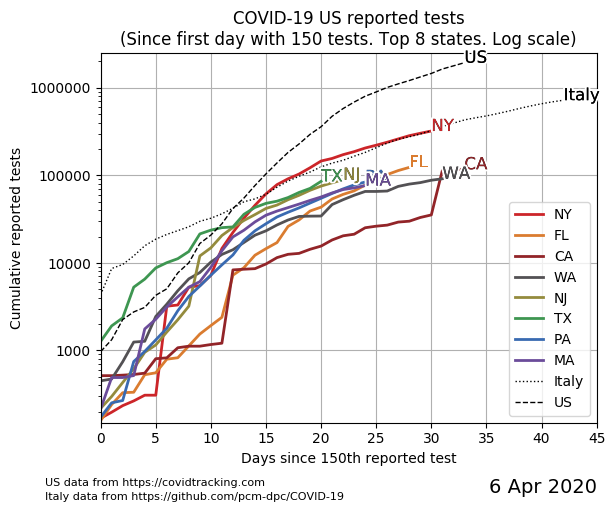 COVID-19 US reported tests
(Since first day with 150 tests. Top 8 states. Log scale)
Cumulative reported tests
1000000
100000
10000
1000
US
Italy
NY
FL
CA
WA
TX
NJ
MA
NY
FL
CA
WA
NJ
TX
PA
MA
Italy
US
0 5 10 15 20 25 30 35 40 45
Days since 150th reported test
US data from https://covidtracking.com
Italy data from https://github.com/pcm-dpc/COVID-19
6 Apr 2020